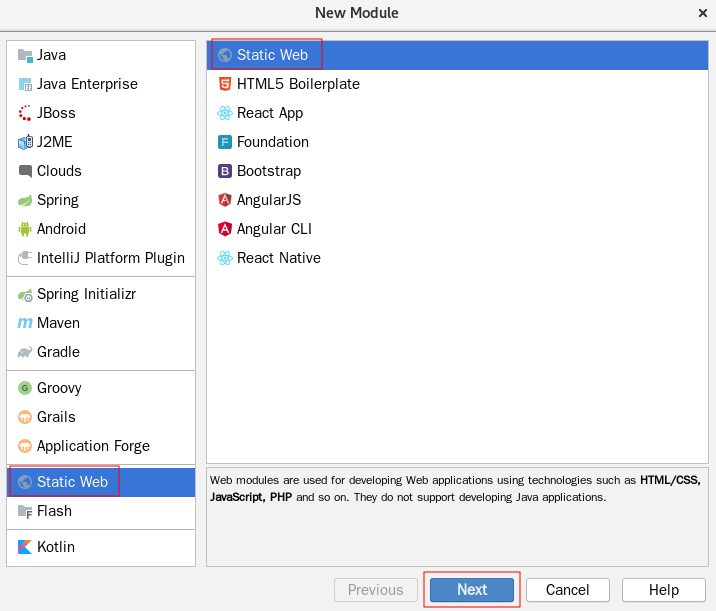 New Module
×
Java
Java Enterprise
JBoss
J2ME
Clouds
Spring
Android
IntelliJ Platform Plugin
Spring Initializr
Maven
Gradle
Groovy
Grails
Application Forge
Static Web
Flash
Kotlin
Static Web
HTML5 Boilerplate
React App
Foundation
Bootstrap
AngularJS
Angular CLI
React Native
Web modules are used for developing Web applications using technologies such as HTML/CSS,
JavaScript, PHP and so on. They do not support developing Java applications.
Previous
Next
Cancel
Help